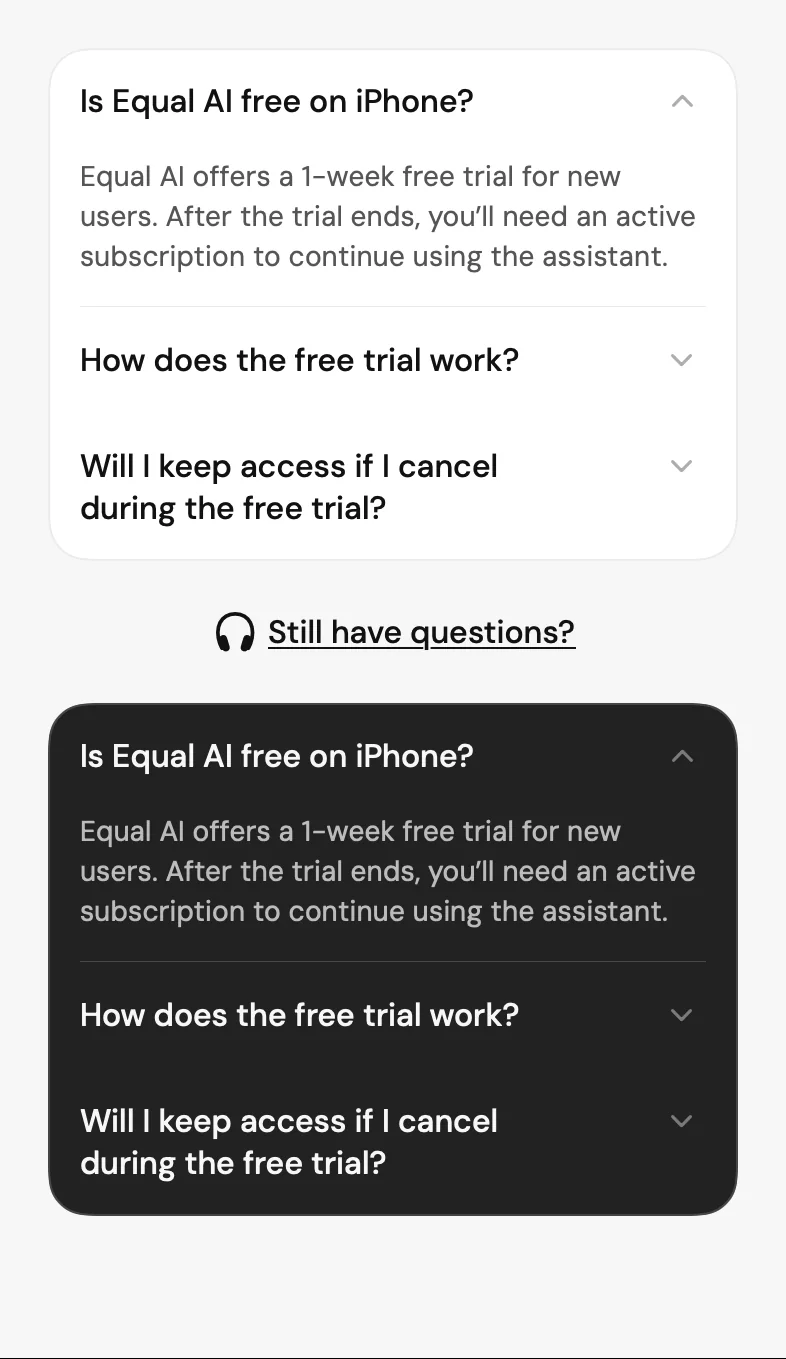 Is Equal AI free on iPhone?
Equal AI offers a 1-week free trial for new
users. After the trial ends, you’ll need an active
subscription to continue using the assistant.
How does the free trial work?
Will I keep access if I cancel
during the free trial?
Still have questions?
Is Equal AI free on iPhone?
Equal AI offers a 1-week free trial for new
users. After the trial ends, you’ll need an active
subscription to continue using the assistant.
How does the free trial work?
Will I keep access if I cancel
during the free trial?